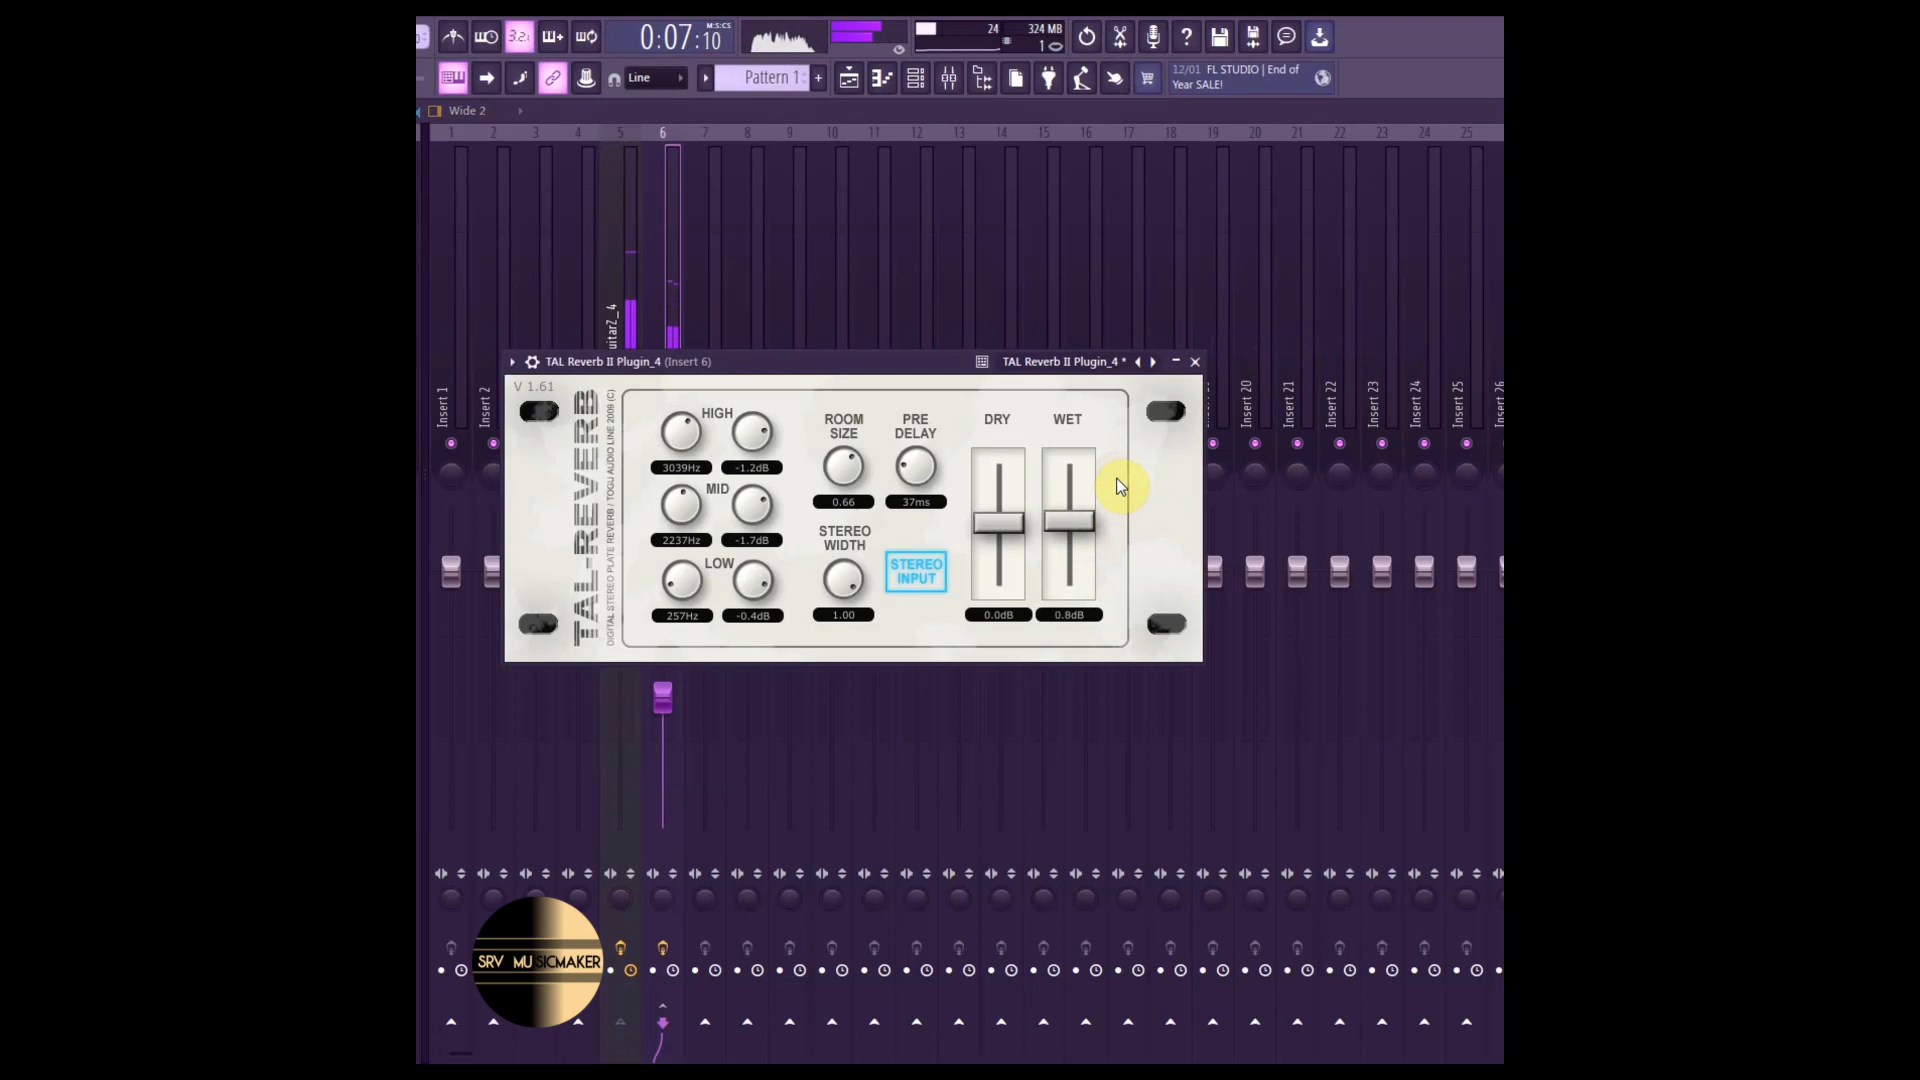 3.2.
0:07:10
M:S:CS
24
324 MB
1
Line
Pattern 1
12/01 FL STUDIO | End of
Year SALE!
Wide 2
1 2 3 4 5 6 7 8 9 10 11 12 13 14 15 16 17 18 19 20 21 22 23 24 25
uitarZ_4
Insert 1
Insert 2
Insert 20
Insert 21
Insert 22
Insert 23
Insert 24
Insert 25
TAL Reverb II Plugin_4 (Insert 6)
TAL Reverb II Plugin_4 *
V 1.61
TAL-REVERB
DIGITAL STEREO PLATE REVERB / TOGU AUDIO LINE 2009 (C)
HIGH
3039Hz -1.2dB
MID
2237Hz -1.7dB
LOW
257Hz -0.4dB
ROOM
SIZE
0.66
PRE
DELAY
37ms
STEREO
WIDTH
1.00
STEREO
INPUT
DRY
0.0dB
WET
0.8dB
SRV MUSICMAKER